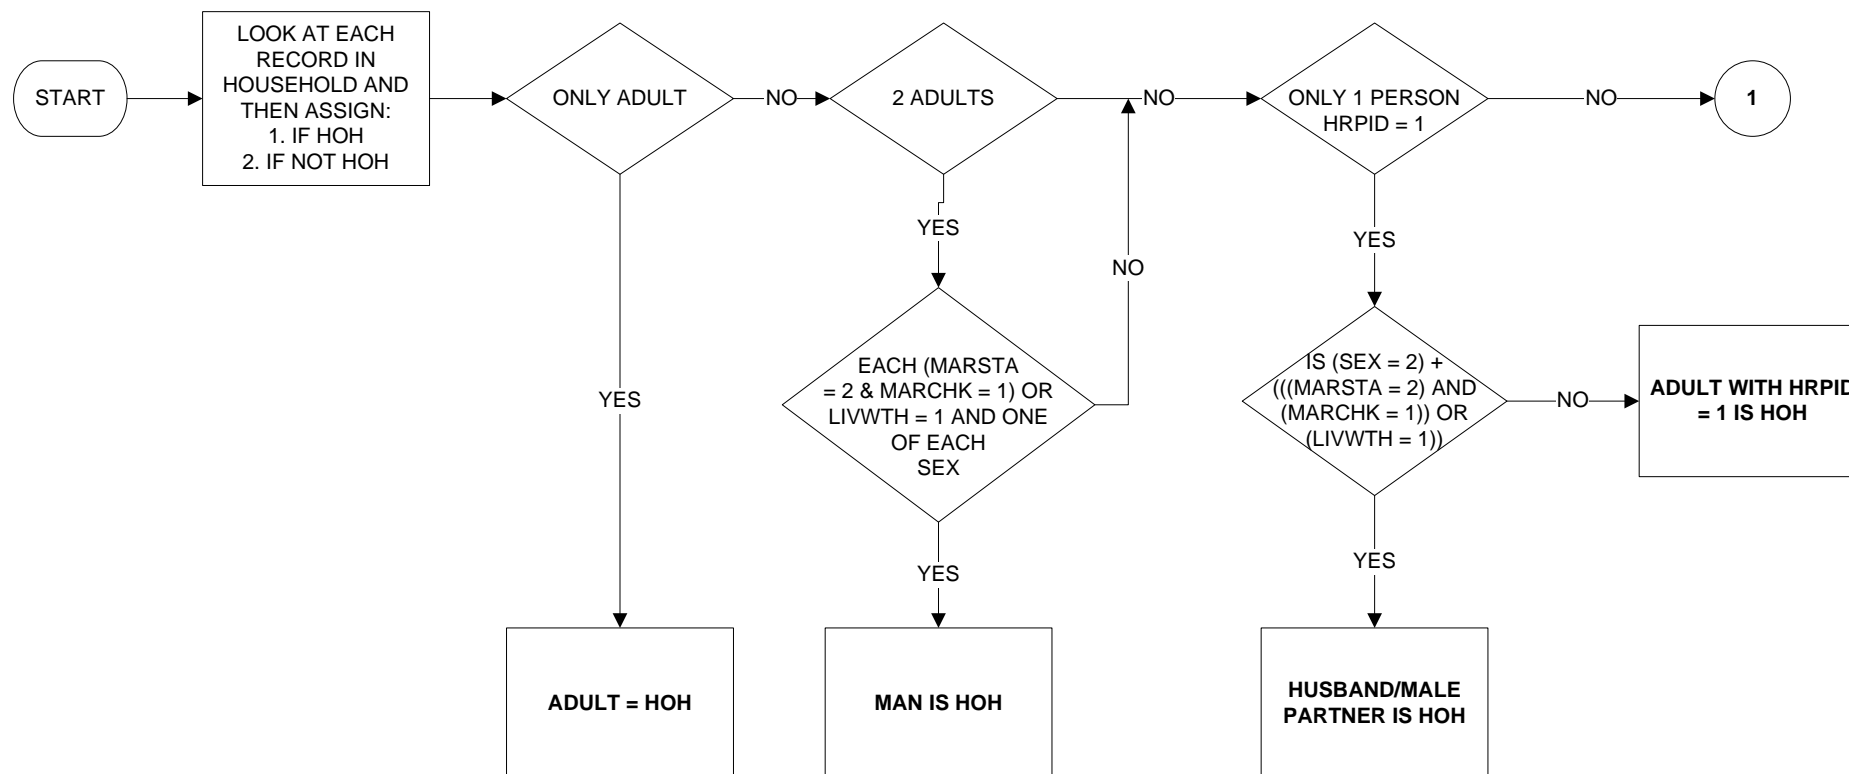 START
LOOK AT EACH
RECORD IN
HOUSEHOLD AND
THEN ASSIGN:
1. IF HOH
2. IF NOT HOH
ONLY ADULT
NO
2 ADULTS
NO
ONLY 1 PERSON
HRPID = 1
NO
1
YES
YES
YES
NO
EACH (MARSTA
= 2 & MARCHK = 1) OR
LIVWTH = 1 AND ONE
OF EACH
SEX
IS (SEX = 2) +
(((MARSTA = 2) AND
(MARCHK = 1)) OR
(LIVWTH = 1))
NO
ADULT WITH HRPID
= 1 IS HOH
YES
YES
ADULT = HOH
MAN IS HOH
HUSBAND/MALE
PARTNER IS HOH